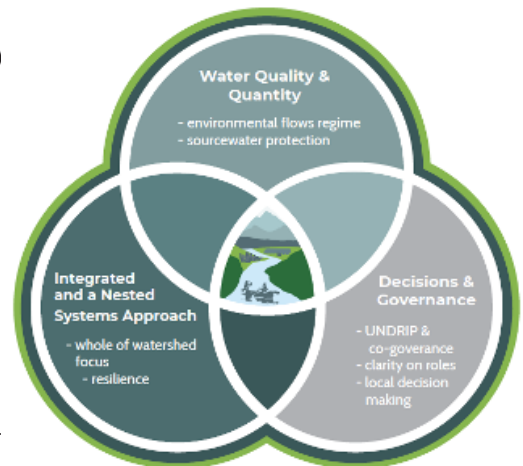 Water Quality &
Quantity
- environmental flows regime
- sourcewater protection
Integrated
and a Nested
Systems Approach
- whole of watershed
focus
- resilience
Decisions &
Governance
- UNDRIP &
co-goverance
- clarity on roles
- local decision
making